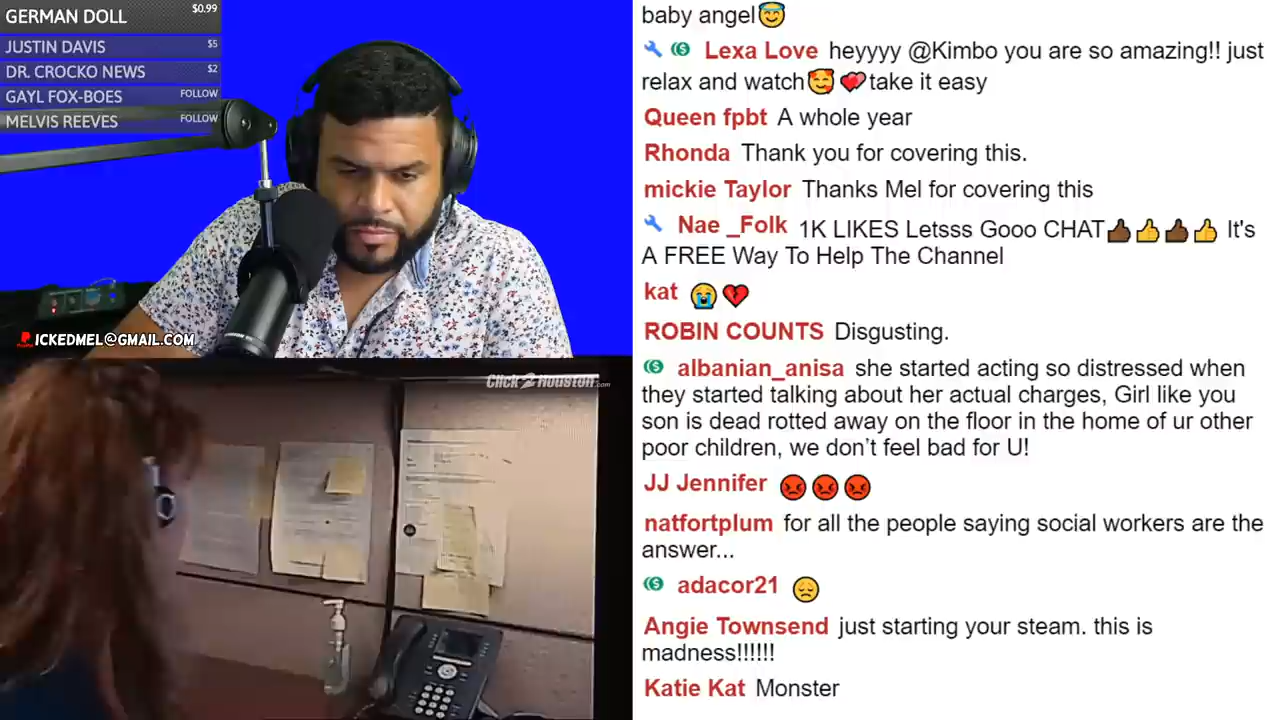 GERMAN DOLL $0.99
JUSTIN DAVIS $5
DR. CROCKO NEWS $2
GAYL FOX-BOES FOLLOW
MELVIS REEVES FOLLOW
ICKEDMEL@GMAIL.COM
Click2Houston.com
baby angel😇
Lexa Love heyyyy @Kimbo you are so amazing!! just
relax and watch🥰 💕take it easy
Queen fpbt A whole year
Rhonda Thank you for covering this.
mickie Taylor Thanks Mel for covering this
Nae _Folk 1K LIKES Letsss Gooo CHAT👍🏾👍👍🏾👍 It's
A FREE Way To Help The Channel
kat 😭💔
ROBIN COUNTS Disgusting.
albanian_anisa she started acting so distressed when
they started talking about her actual charges, Girl like you
son is dead rotted away on the floor in the home of ur other
poor children, we don’t feel bad for U!
JJ Jennifer 😡😡😡
natfortplum for all the people saying social workers are the
answer...
adacor21 😞
Angie Townsend just starting your steam. this is
madness!!!!!!
Katie Kat Monster